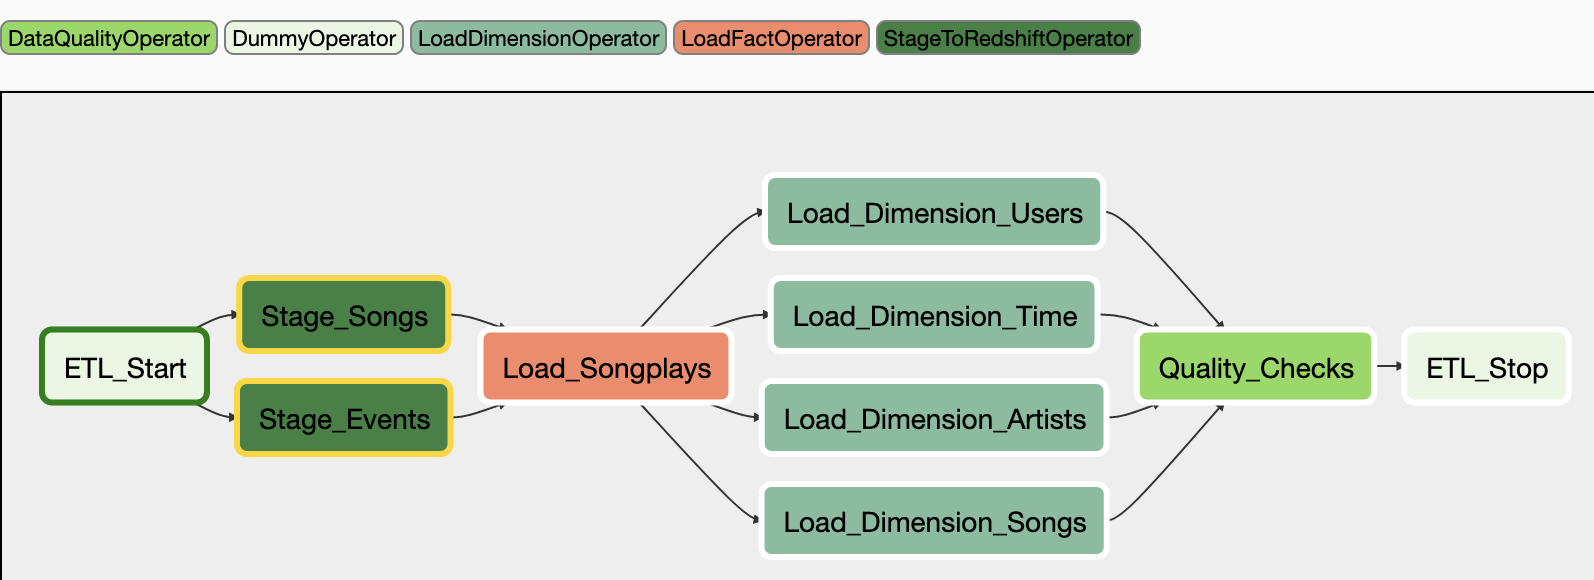 DataQualityOperator DummyOperator LoadDimensionOperator LoadFactOperator StageToRedshiftOperator
ETL_Start
Stage_Songs
Stage_Events
Load_Songplays
Load_Dimension_Users
Load_Dimension_Time
Load_Dimension_Artists
Load_Dimension_Songs
Quality_Checks
ETL_Stop